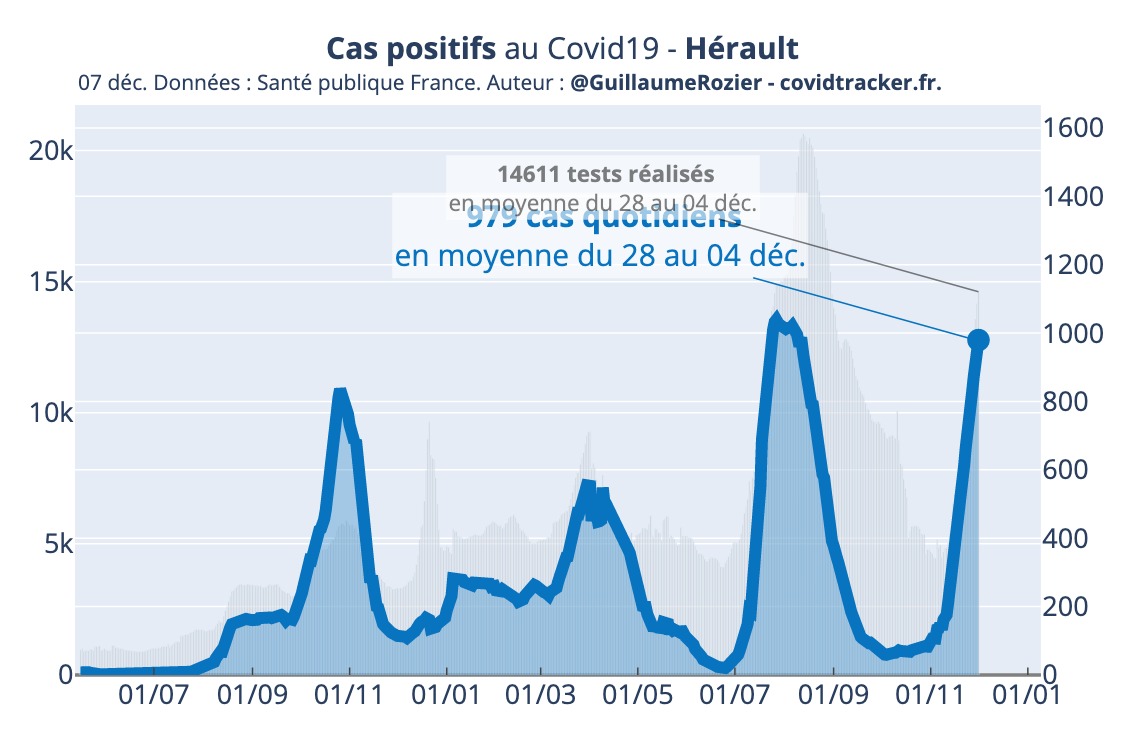 Cas positifs au Covid19 - Hérault
07 déc. Données : Santé publique France. Auteur : @GuillaumeRozier - covidtracker.fr.
14611 tests réalisés
en moyenne du 28 au 04 déc.
979 cas quotidiens
en moyenne du 28 au 04 déc.
20k
15k
10k
5k
0
1600
1400
1200
1000
800
600
400
200
0
01/07 01/09 01/11 01/01 01/03 01/05 01/07 01/09 01/11 01/01